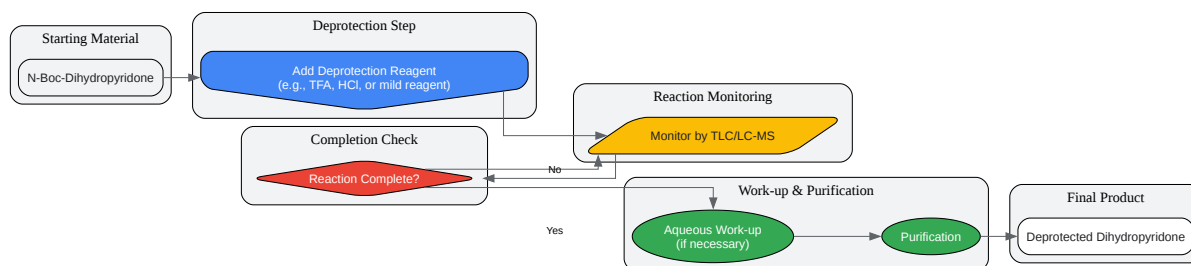 Starting Material
N-Boc-Dihydropyridone
Deprotection Step
Add Deprotection Reagent
(e.g., TFA, HCl, or mild reagent)
Reaction Monitoring
Monitor by TLC/LC-MS
Completion Check
Reaction Complete?
No
Yes
Work-up & Purification
Aqueous Work-up
(if necessary)
Purification
Final Product
Deprotected Dihydropyridone